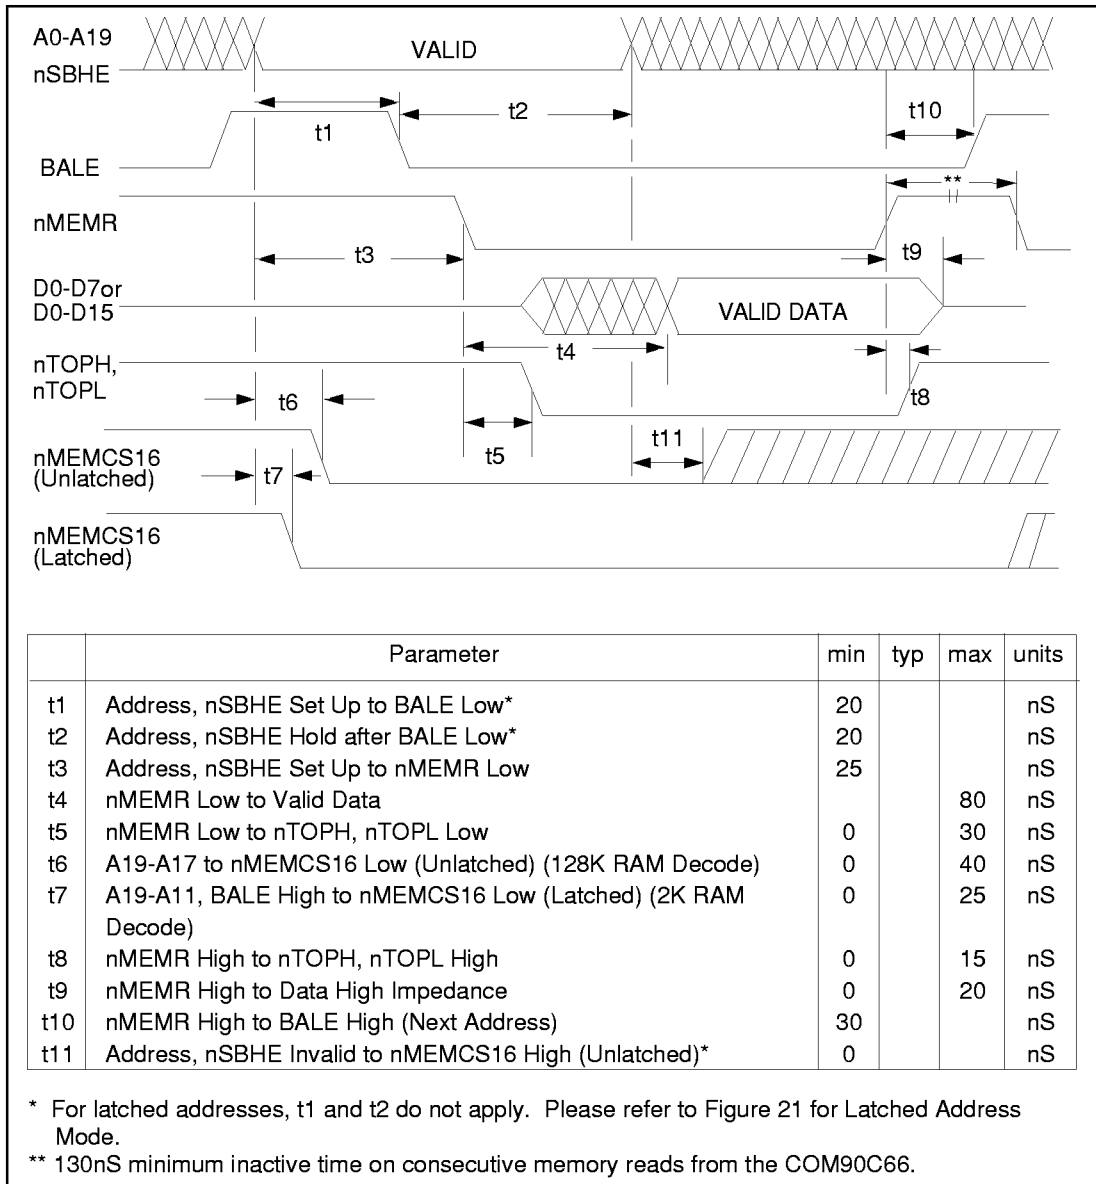 A0-A19
VALID
nSBHE
t1
t2
t10
BALE
**
nMEMR
t3
t9
D0-D7or
D0-D15
VALID DATA
t4
nTOPH,
nTOPL
t6
t8
t5
t11
nMEMCS16
(Unlatched)
t7
nMEMCS16
(Latched)
Parameter min typ max units
t1 Address, nSBHE Set Up to BALE Low* 20 nS
t2 Address, nSBHE Hold after BALE Low* 20 nS
t3 Address, nSBHE Set Up to nMEMR Low 25 nS
t4 nMEMR Low to Valid Data 80 nS
t5 nMEMR Low to nTOPH, nTOPL Low 0 30 nS
t6 A19-A17 to nMEMCS16 Low (Unlatched) (128K RAM Decode) 0 40 nS
t7 A19-A11, BALE High to nMEMCS16 Low (Latched) (2K RAM 0 25 nS
Decode)
t8 nMEMR High to nTOPH, nTOPL High 0 15 nS
t9 nMEMR High to Data High Impedance 0 20 nS
t10 nMEMR High to BALE High (Next Address) 30 nS
t11 Address, nSBHE Invalid to nMEMCS16 High (Unlatched)* 0 nS
* For latched addresses, t1 and t2 do not apply. Please refer to Figure 21 for Latched Address
Mode.
** 130nS minimum inactive time on consecutive memory reads from the COM90C66.